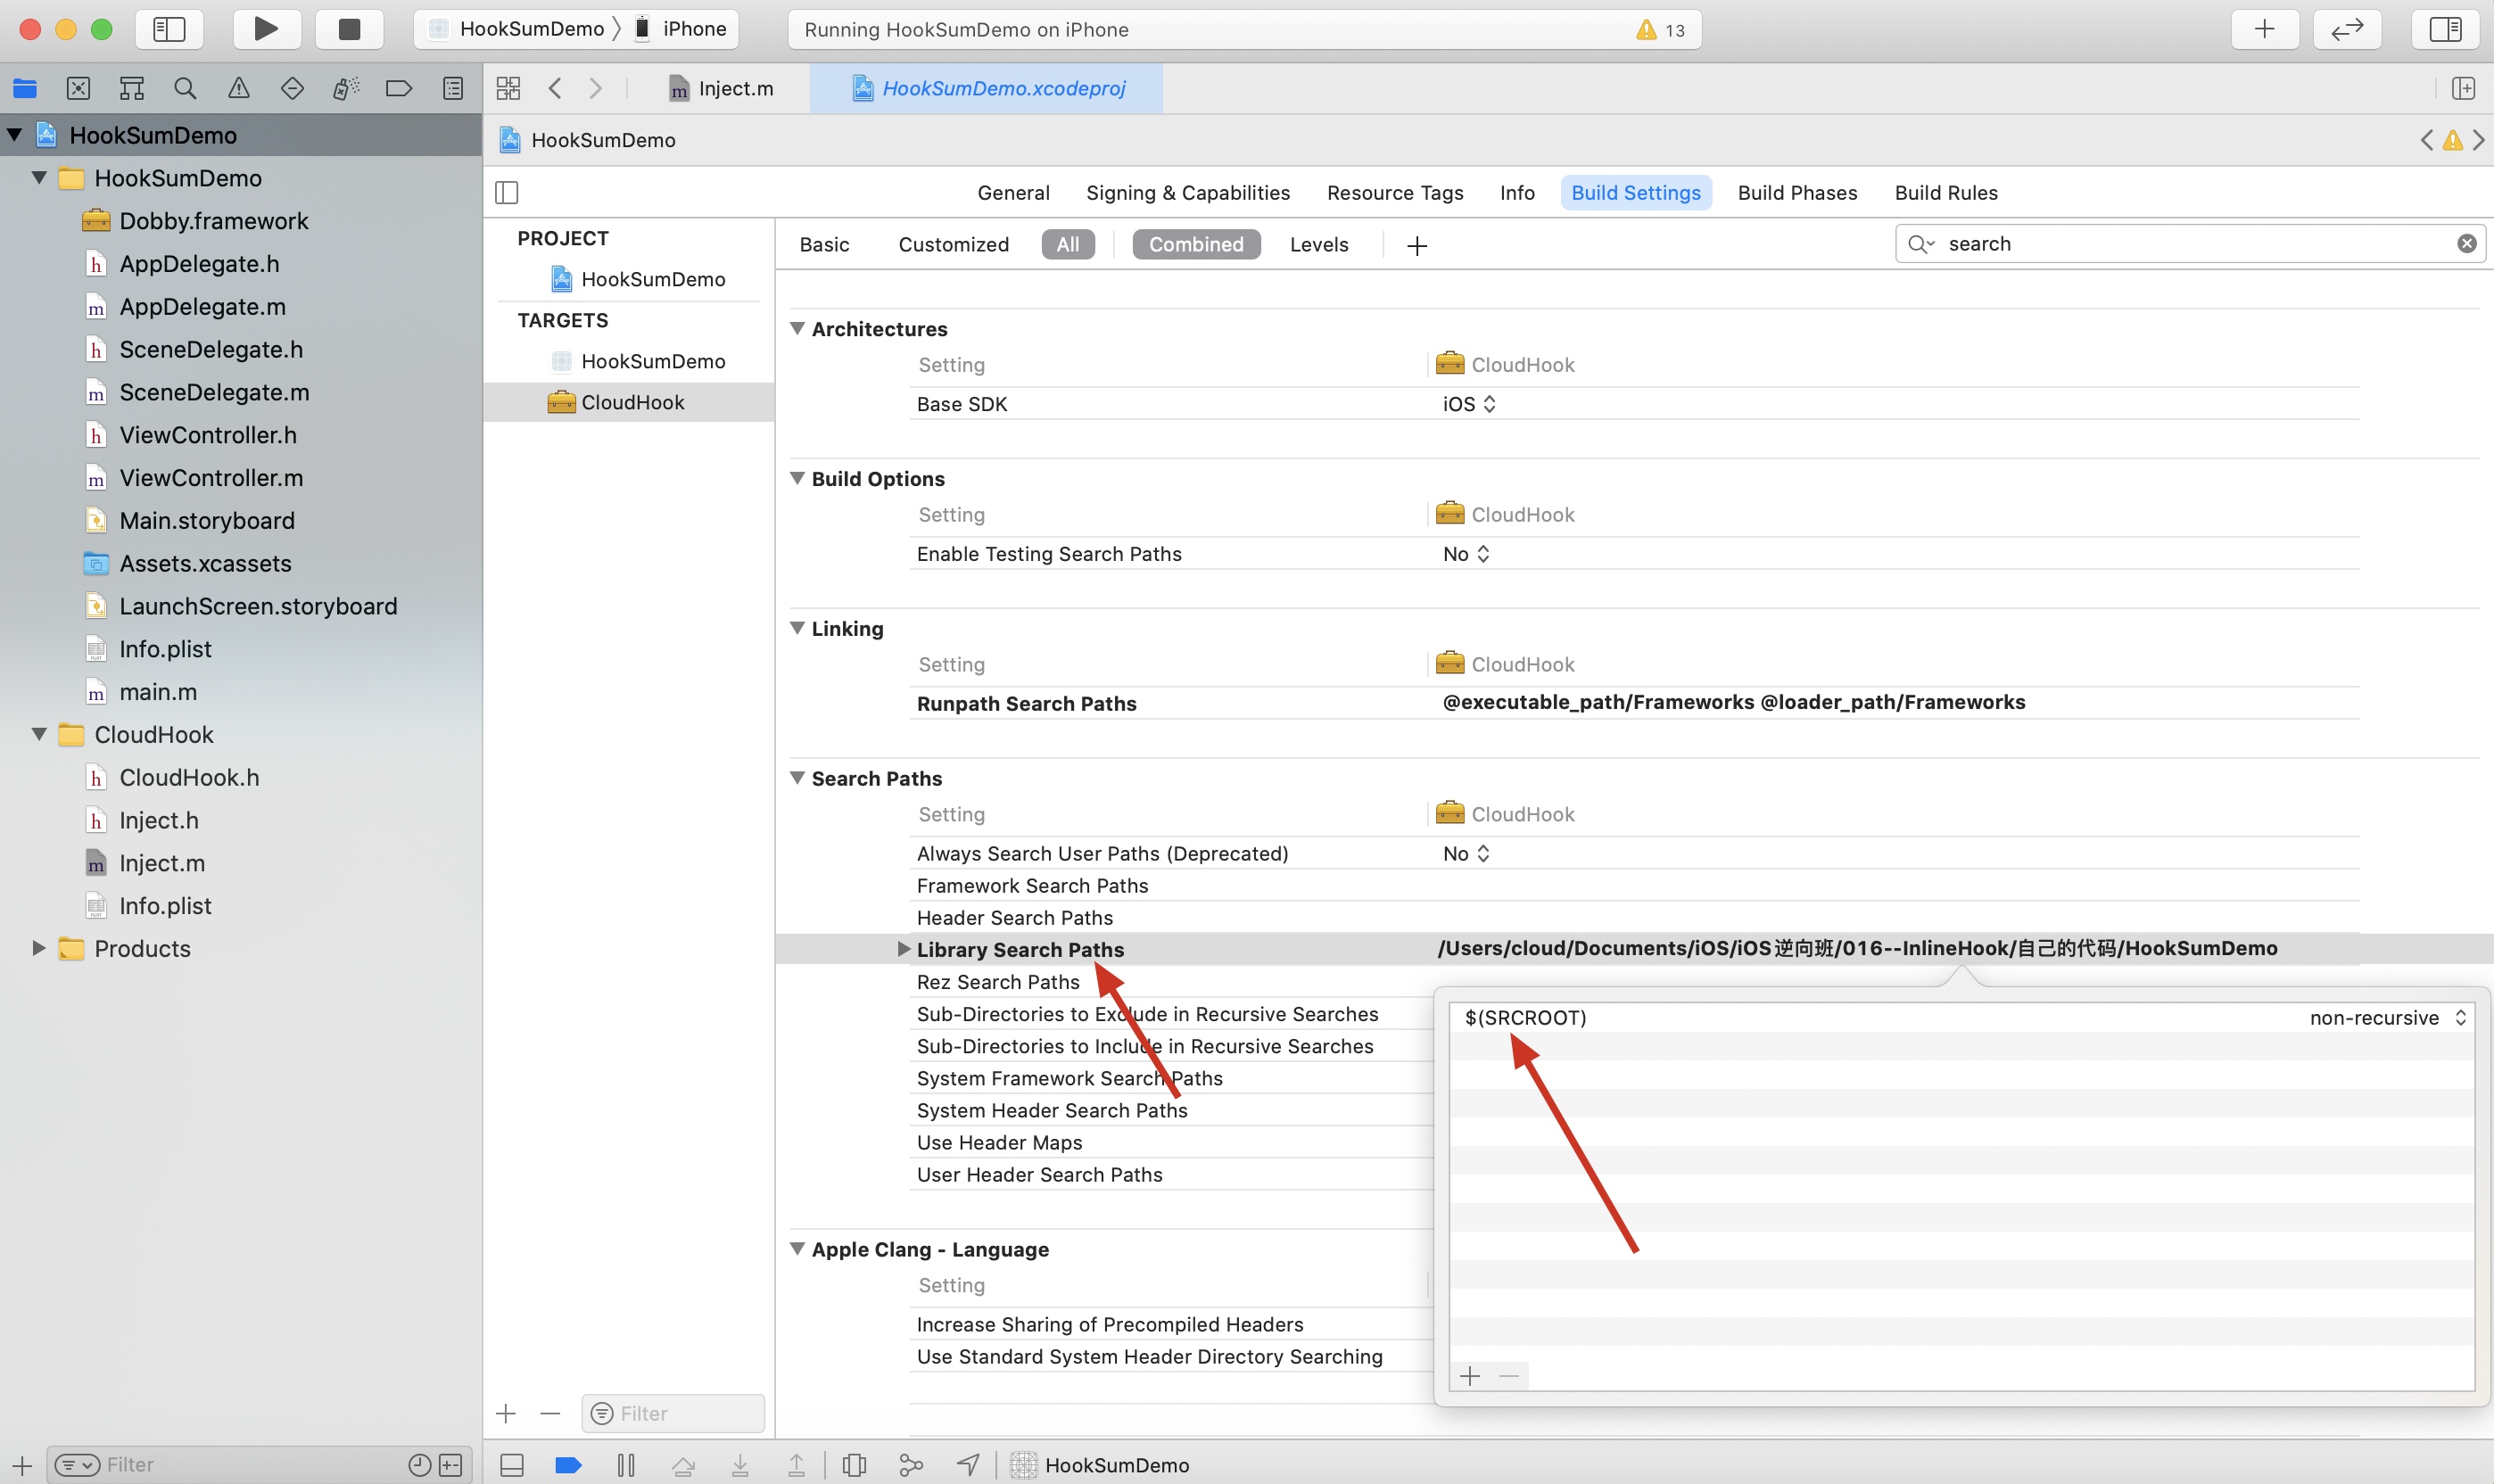 HookSumDemo 〉 iPhone
Running HookSumDemo on iPhone
13
Inject.m
HookSumDemo.xcodeproj
HookSumDemo
HookSumDemo
Dobby.framework
AppDelegate.h
AppDelegate.m
SceneDelegate.h
SceneDelegate.m
ViewController.h
ViewController.m
Main.storyboard
Assets.xcassets
LaunchScreen.storyboard
Info.plist
main.m
CloudHook
CloudHook.h
Inject.h
Inject.m
Info.plist
Products
Filter
HookSumDemo
General Signing & Capabilities Resource Tags Info Build Settings Build Phases Build Rules
PROJECT
HookSumDemo
TARGETS
HookSumDemo
CloudHook
Filter
Basic Customized All Combined Levels
search
Architectures
Setting CloudHook
Base SDK iOS
Build Options
Setting CloudHook
Enable Testing Search Paths No
Linking
Setting CloudHook
Runpath Search Paths @executable_path/Frameworks @loader_path/Frameworks
Search Paths
Setting CloudHook
Always Search User Paths (Deprecated) No
Framework Search Paths
Header Search Paths
Library Search Paths /Users/cloud/Documents/iOS/iOS逆向班/016--InlineHook/自己的代码/HookSumDemo
Rez Search Paths
Sub-Directories to Exclude in Recursive Searches
Sub-Directories to Include in Recursive Searches
System Framework Search Paths
System Header Search Paths
Use Header Maps
User Header Search Paths
$(SRCROOT) non-recursive
Apple Clang - Language
Setting
Increase Sharing of Precompiled Headers
Use Standard System Header Directory Searching
HookSumDemo